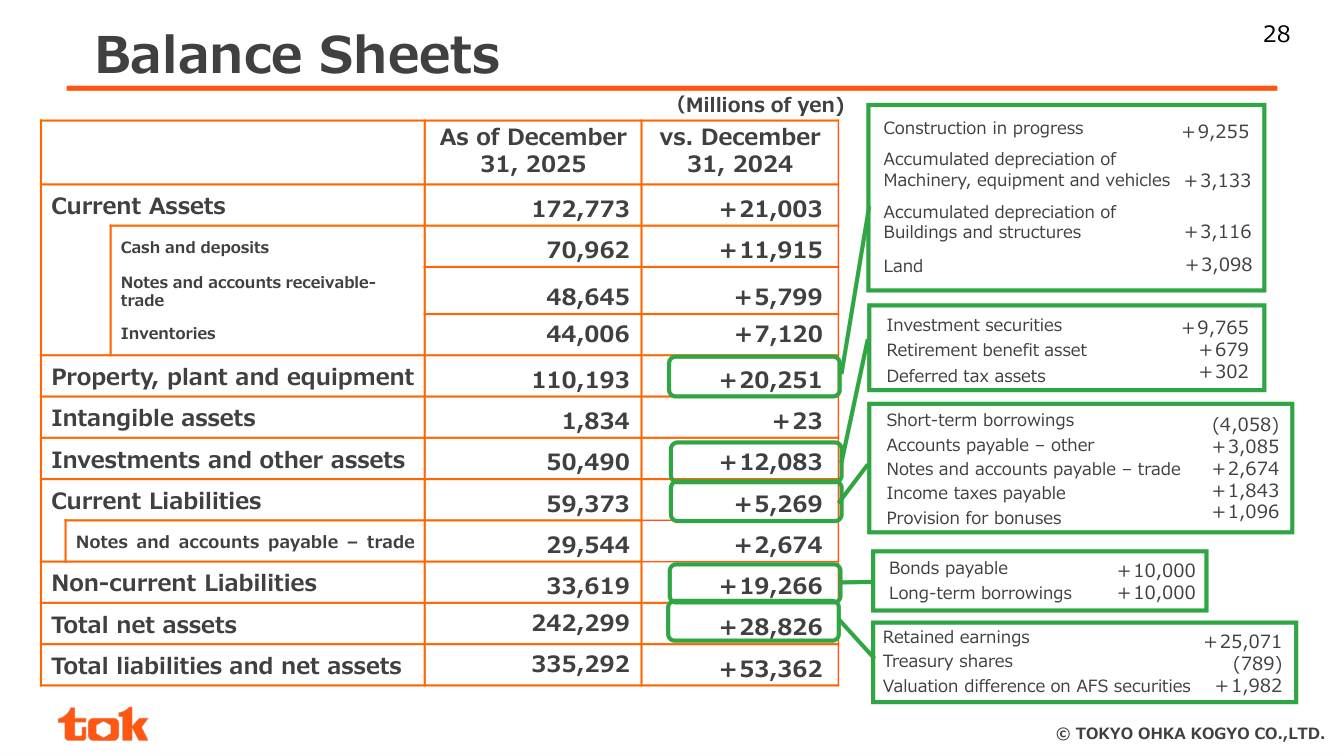 28
Balance Sheets
(Millions of yen)
As of December
31, 2025
vs. December
31, 2024
Current Assets 172,773 +21,003
Cash and deposits 70,962 +11,915
Notes and accounts receivable-
trade 48,645 +5,799
Inventories 44,006 +7,120
Property, plant and equipment 110,193 +20,251
Intangible assets 1,834 +23
Investments and other assets 50,490 +12,083
Current Liabilities 59,373 +5,269
Notes and accounts payable – trade 29,544 +2,674
Non-current Liabilities 33,619 +19,266
Total net assets 242,299 +28,826
Total liabilities and net assets 335,292 +53,362
Construction in progress +9,255
Accumulated depreciation of
Machinery, equipment and vehicles +3,133
Accumulated depreciation of
Buildings and structures +3,116
Land +3,098
Investment securities +9,765
Retirement benefit asset +679
Deferred tax assets +302
Short-term borrowings (4,058)
Accounts payable – other +3,085
Notes and accounts payable – trade +2,674
Income taxes payable +1,843
Provision for bonuses +1,096
Bonds payable +10,000
Long-term borrowings +10,000
Retained earnings +25,071
Treasury shares (789)
Valuation difference on AFS securities +1,982
tok
© TOKYO OHKA KOGYO CO.,LTD.